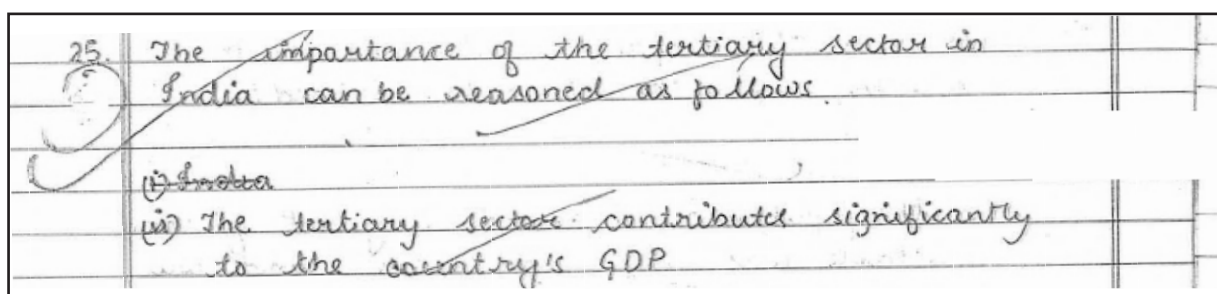 25. The importance of the tertiary sector in
India can be reasoned as follows.
(i) India
(ii) The tertiary sector contributes significantly
to the country's GDP